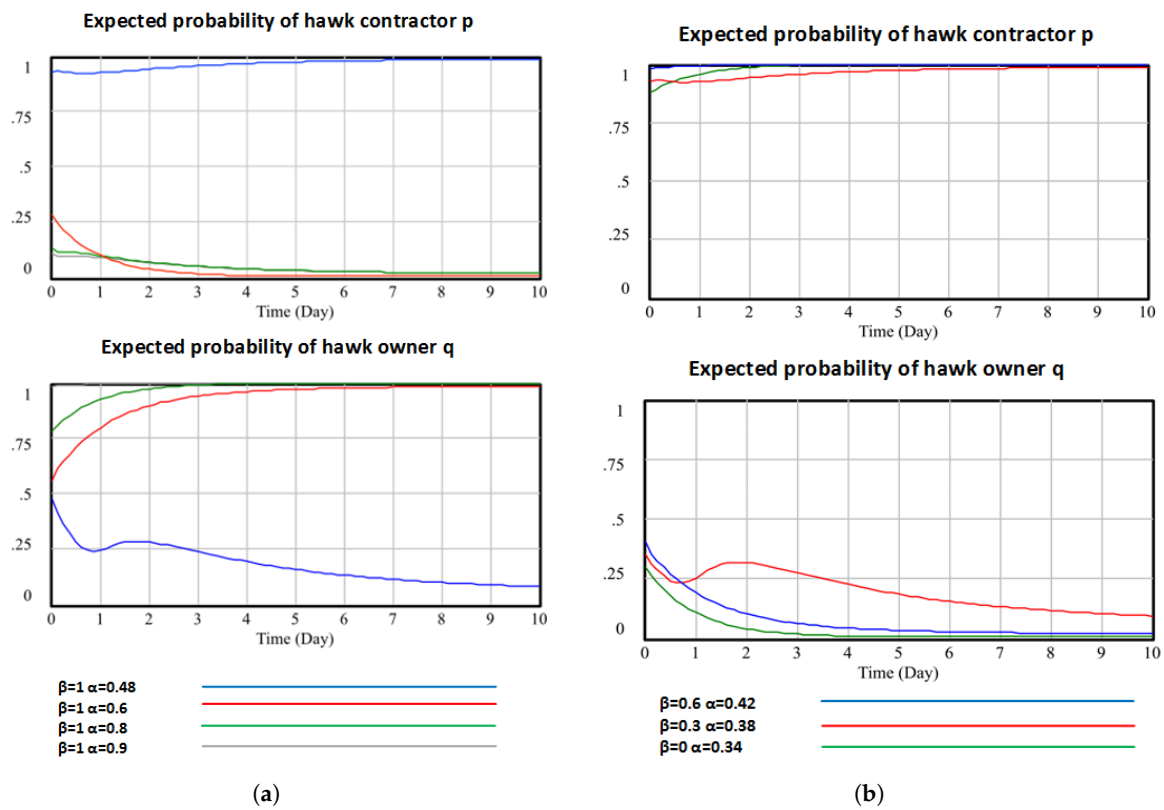 Expected probability of hawk contractor p
1
.75
.5
.25
0
0 1 2 3 4 5 6 7 8 9 10
Time (Day)
Expected probability of hawk owner q
1
.75
.5
.25
0
0 1 2 3 4 5 6 7 8 9 10
Time (Day)
β=1 α=0.48
β=1 α=0.6
β=1 α=0.8
β=1 α=0.9
(a)
Expected probability of hawk contractor p
1
.75
.5
.25
0
0 1 2 3 4 5 6 7 8 9 10
Time (Day)
Expected probability of hawk owner q
1
.75
.5
.25
0
0 1 2 3 4 5 6 7 8 9 10
Time (Day)
β=0.6 α=0.42
β=0.3 α=0.38
β=0 α=0.34
(b)